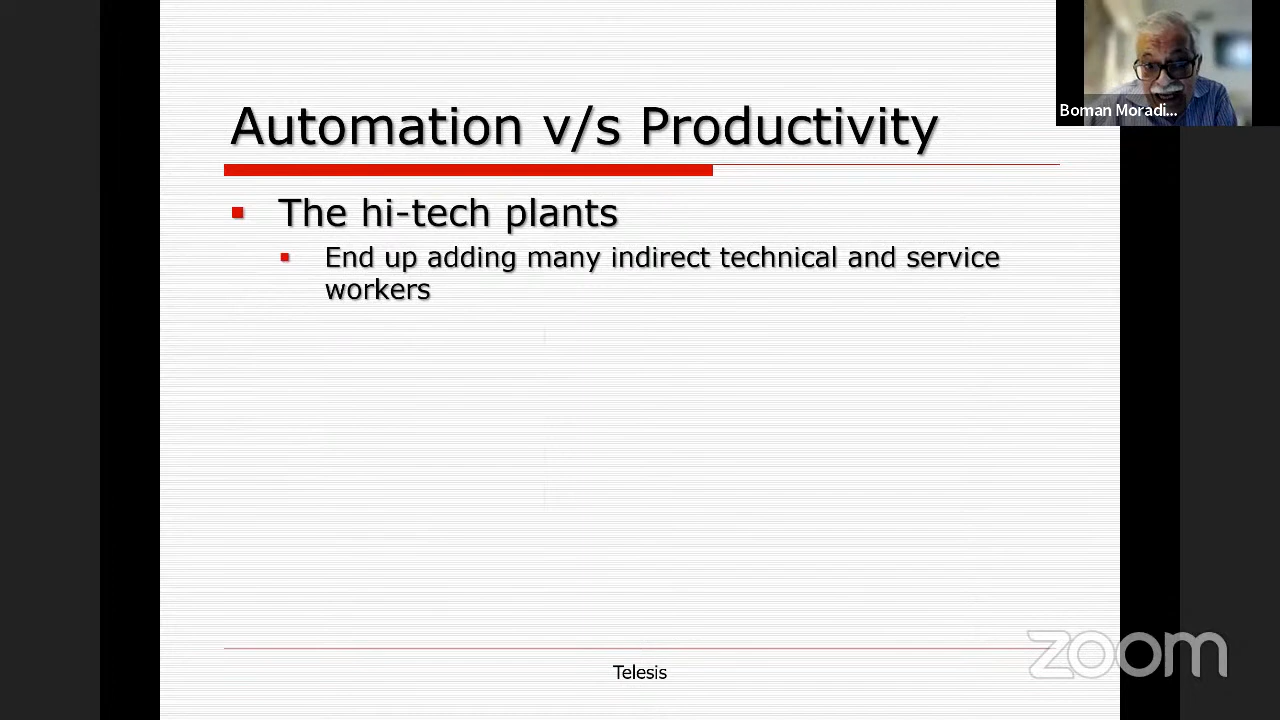 Automation v/s Productivity
Boman Moradi...
The hi-tech plants
End up adding many indirect technical and service
workers
zoom
Telesis